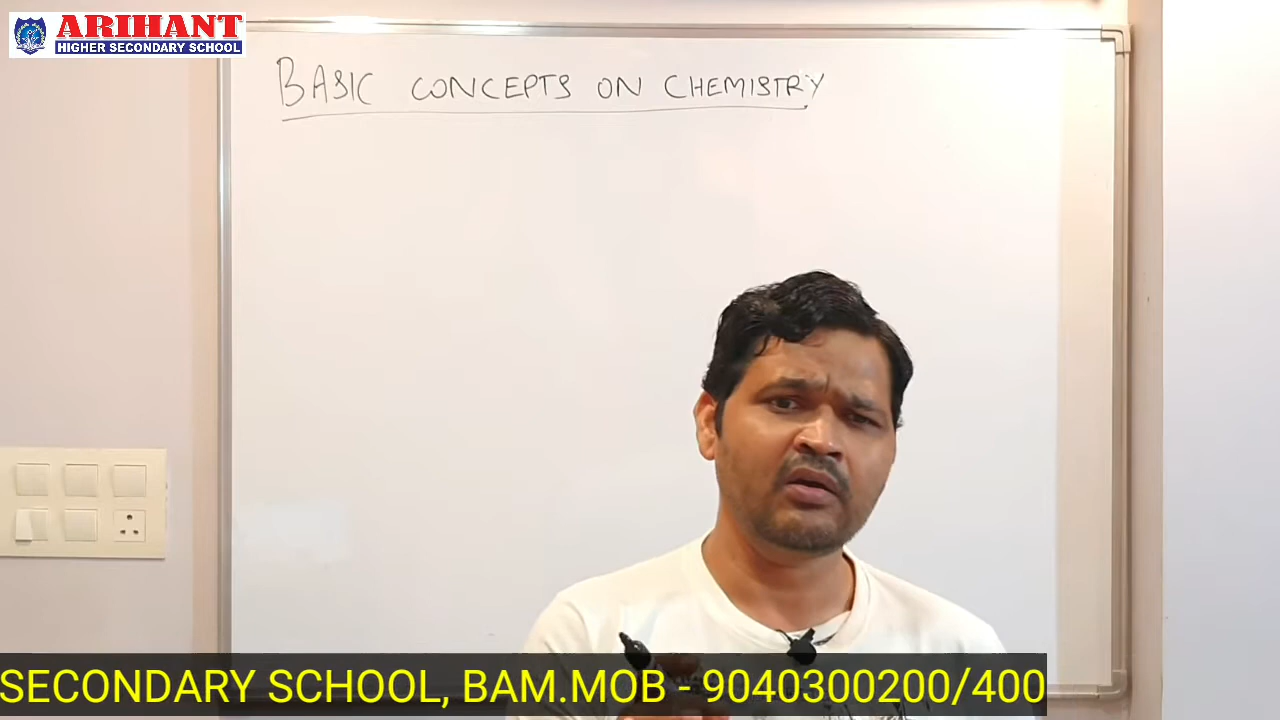 ARIHANT
HIGHER SECONDARY SCHOOL
BASIC CONCEPTS ON CHEMISTRY
SECONDARY SCHOOL, BAM.MOB - 9040300200/400